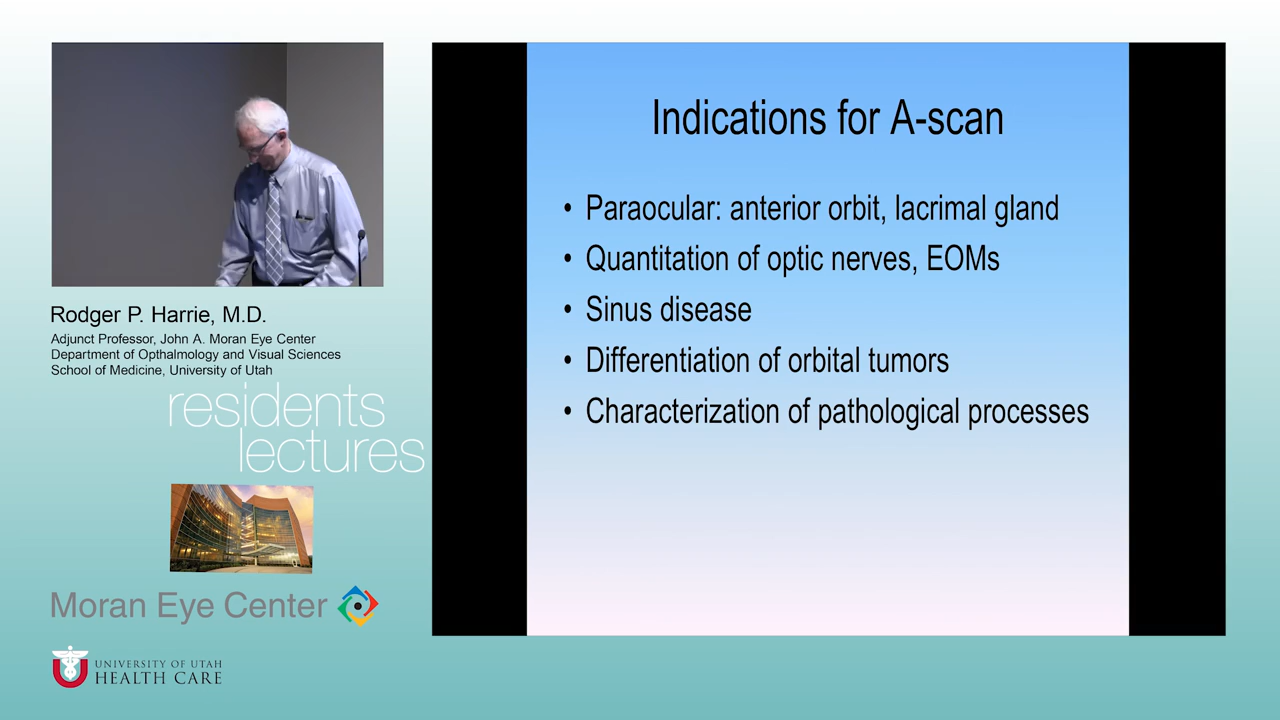 Indications for A-scan
• Paraocular: anterior orbit, lacrimal gland
• Quantitation of optic nerves, EOMs
• Sinus disease
• Differentiation of orbital tumors
• Characterization of pathological processes
Rodger P. Harrie, M.D.
Adjunct Professor, John A. Moran Eye Center
Department of Opthalmology and Visual Sciences
School of Medicine, University of Utah
residents
lectures
Moran Eye Center
UNIVERSITY OF UTAH
HEALTH CARE